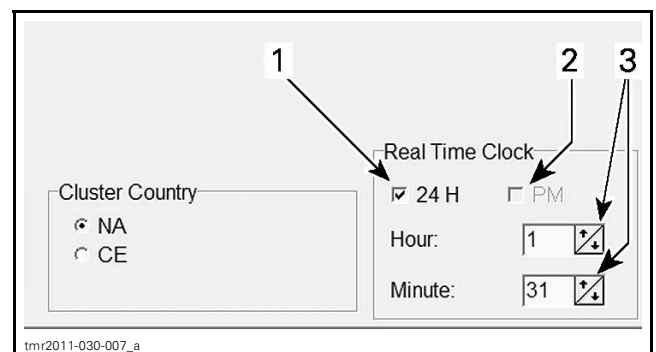 1
2
3
Real Time Clock
24 H
PM
Cluster Country
NA
CE
Hour:
1
Minute:
31
tmr2011-030-007_a